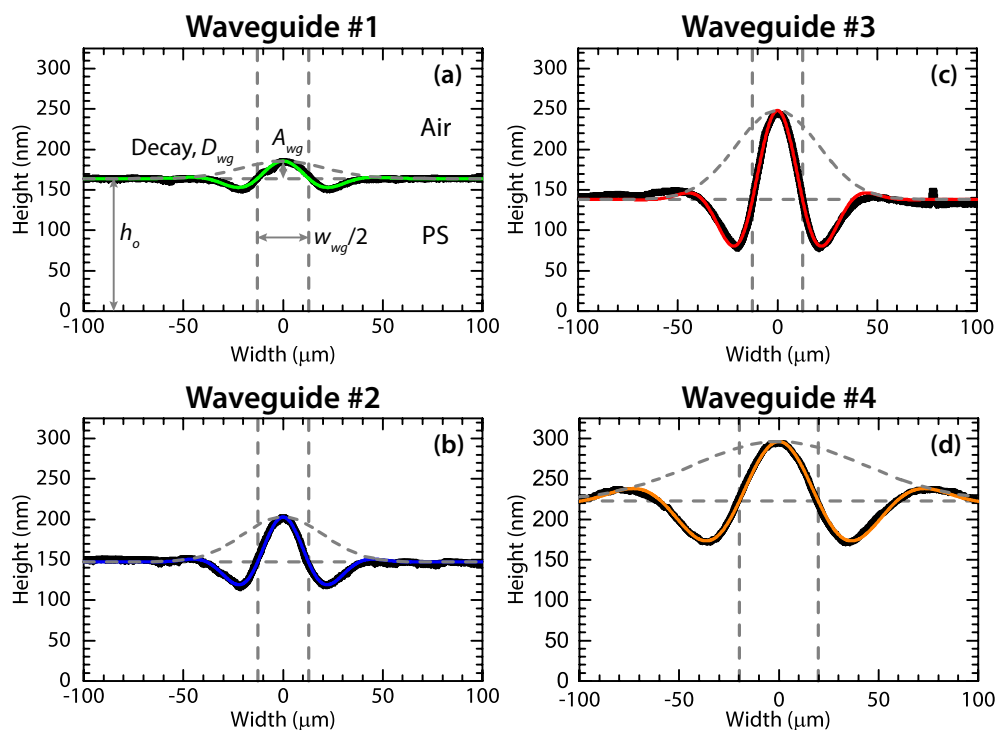 Waveguide #1
300
250
200
150
100
50
0
Height (nm)
(a)
Air
Decay, D_wg
A_wg
h_o
w_wg/2
PS
-100 -50 0 50 100
Width (μm)
Waveguide #3
300
250
200
150
100
50
0
Height (nm)
(c)
-100 -50 0 50 100
Width (μm)
Waveguide #2
300
250
200
150
100
50
0
Height (nm)
(b)
-100 -50 0 50 100
Width (μm)
Waveguide #4
300
250
200
150
100
50
0
Height (nm)
(d)
-100 -50 0 50 100
Width (μm)